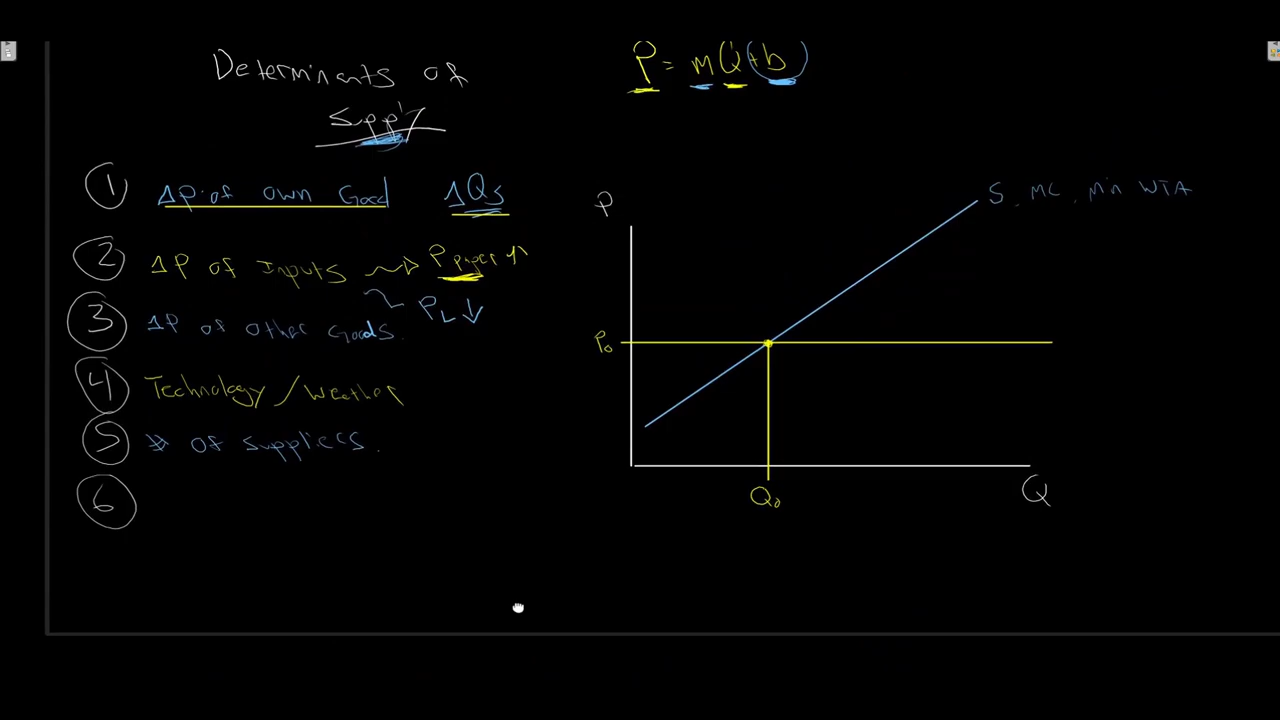 Determinants of
Supply
① ΔP of own Good ΔQs
② ΔP of Inputs → P paper ↑
③ ΔP of Other Goods. PL ↓
④ Technology / Weather
⑤ # of suppliers.
⑥
P = mQ + b
P
S, MC, Min WTA
P₀
Q₀
Q